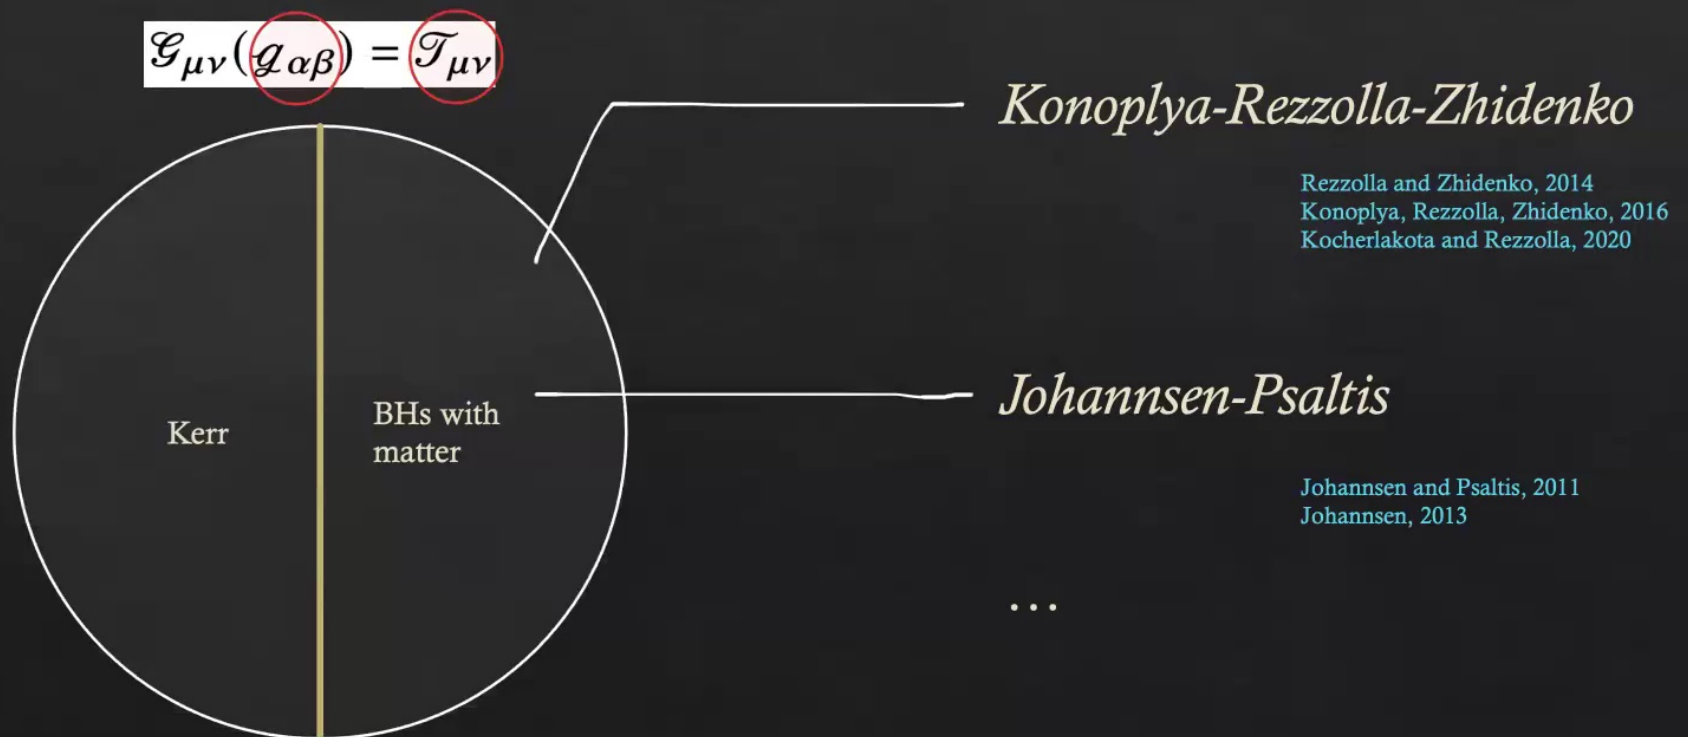 𝒢μν(ℊαβ) = 𝒯μν
Konoplya-Rezzolla-Zhidenko
Rezzolla and Zhidenko, 2014
Konoplya, Rezzolla, Zhidenko, 2016
Kocherlakota and Rezzolla, 2020
Kerr
BHs with
matter
Johannsen-Psaltis
Johannsen and Psaltis, 2011
Johannsen, 2013
...